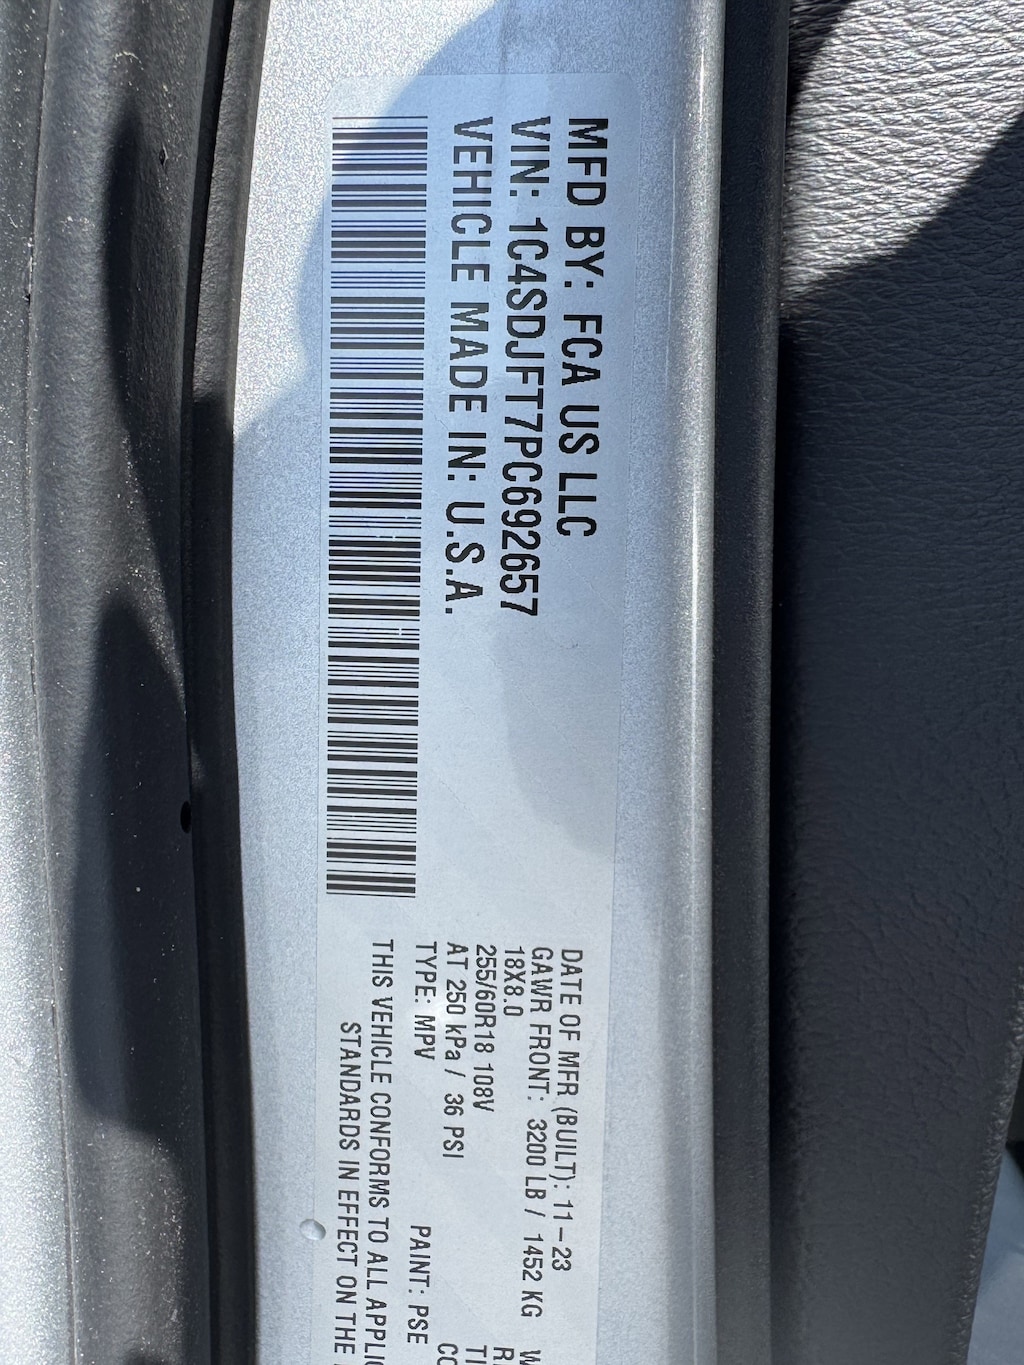 MFD BY: FCA US LLC
VIN: 1C4SDJFT7PC692657
VEHICLE MADE IN: U.S.A.
DATE OF MFR (BUILT): 11-23
GAWR FRONT: 3200 LB / 1452 KG
18X8.0
255/60R18 108V
AT 250 kPa / 36 PSI
TYPE: MPV
PAINT: PSE
THIS VEHICLE CONFORMS TO ALL
STANDARDS IN EFFECT ON THE